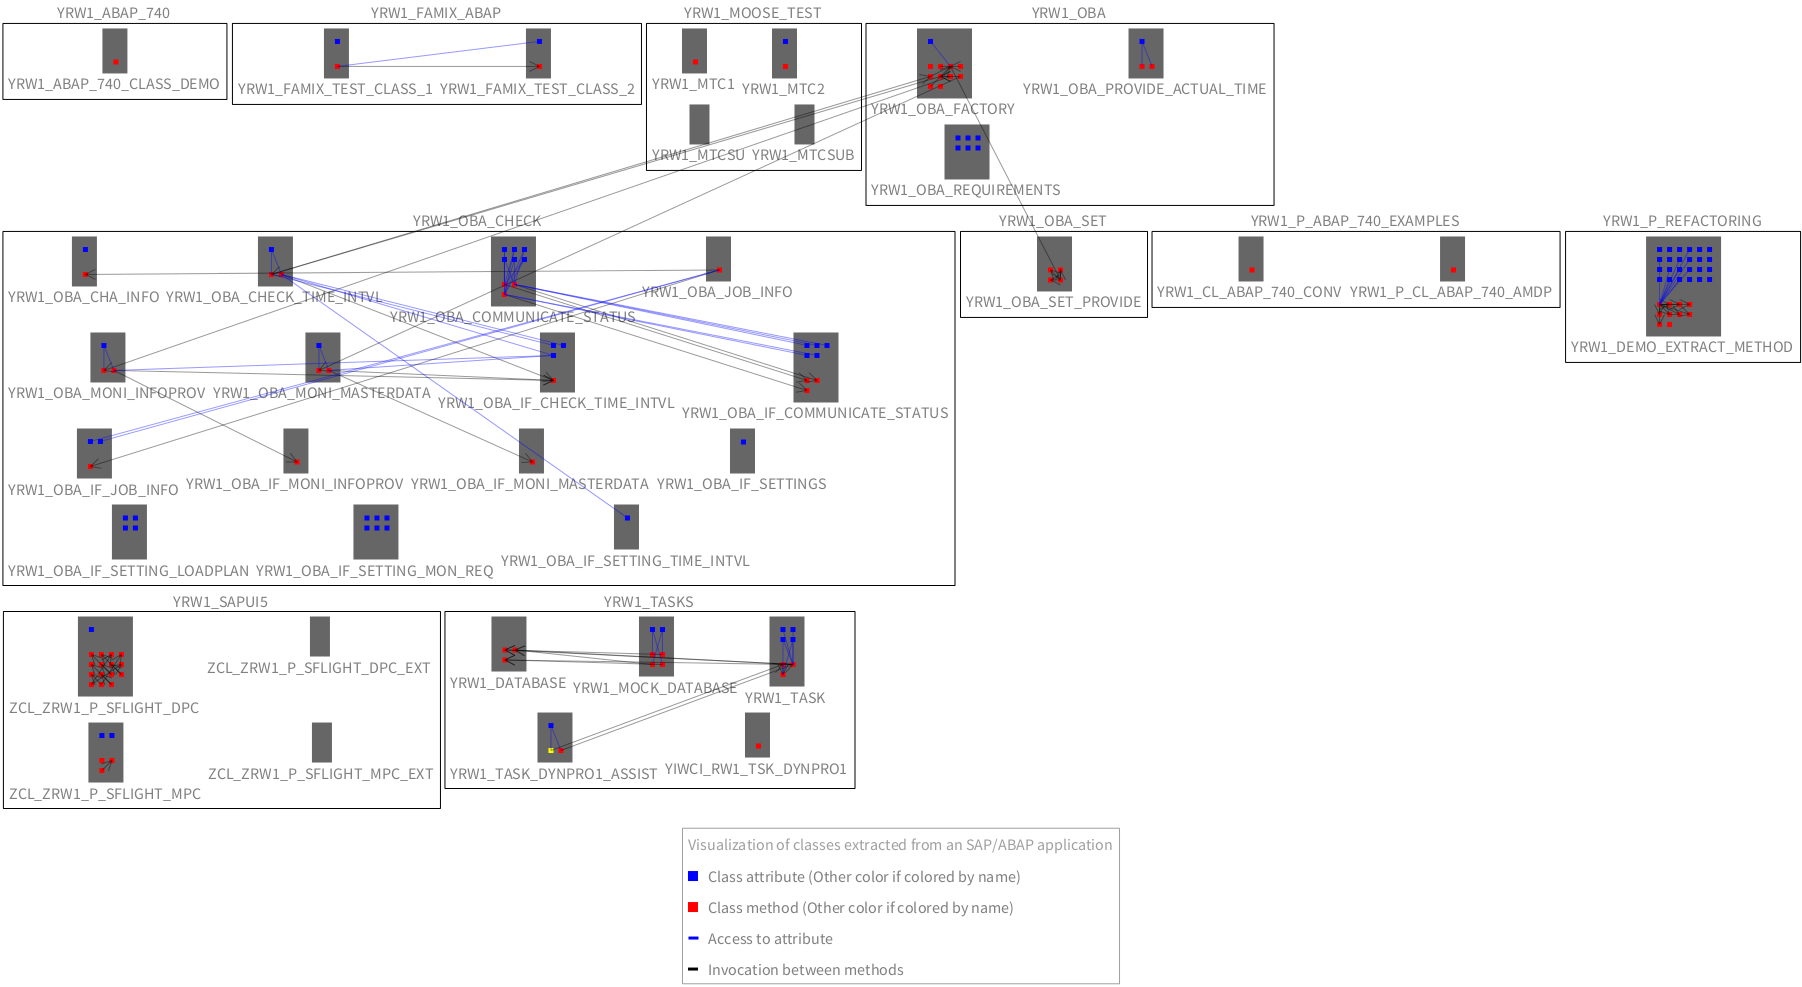 YRW1_ABAP_740
YRW1_FAMIX_ABAP
YRW1_MOOSE_TEST
YRW1_OBA
YRW1_ABAP_740_CLASS_DEMO
YRW1_FAMIX_TEST_CLASS_1
YRW1_FAMIX_TEST_CLASS_2
YRW1_MTC1
YRW1_MTC2
YRW1_MTCSU
YRW1_MTCSUB
YRW1_OBA_FACTORY
YRW1_OBA_PROVIDE_ACTUAL_TIME
YRW1_OBA_REQUIREMENTS
YRW1_OBA_CHECK
YRW1_OBA_SET
YRW1_P_ABAP_740_EXAMPLES
YRW1_P_REFACTORING
YRW1_OBA_CHA_INFO
YRW1_OBA_CHECK_TIME_INTVL
YRW1_OBA_COMMUNICATE_STATUS
YRW1_OBA_JOB_INFO
YRW1_OBA_SET_PROVIDE
YRW1_CL_ABAP_740_CONV
YRW1_P_CL_ABAP_740_AMDP
YRW1_DEMO_EXTRACT_METHOD
YRW1_OBA_MONI_INFOPROV
YRW1_OBA_MONI_MASTERDATA
YRW1_OBA_IF_CHECK_TIME_INTVL
YRW1_OBA_IF_COMMUNICATE_STATUS
YRW1_OBA_IF_JOB_INFO
YRW1_OBA_IF_MONI_INFOPROV
YRW1_OBA_IF_MONI_MASTERDATA
YRW1_OBA_IF_SETTINGS
YRW1_OBA_IF_SETTING_LOADPLAN
YRW1_OBA_IF_SETTING_MON_REQ
YRW1_OBA_IF_SETTING_TIME_INTVL
YRW1_SAPUI5
YRW1_TASKS
ZCL_ZRW1_P_SFLIGHT_DPC
ZCL_ZRW1_P_SFLIGHT_DPC_EXT
ZCL_ZRW1_P_SFLIGHT_MPC
ZCL_ZRW1_P_SFLIGHT_MPC_EXT
YRW1_DATABASE
YRW1_MOCK_DATABASE
YRW1_TASK
YRW1_TASK_DYNPRO1_ASSIST
YIWCI_RW1_TSK_DYNPRO1
Visualization of classes extracted from an SAP/ABAP application
Class attribute (Other color if colored by name)
Class method (Other color if colored by name)
Access to attribute
Invocation between methods